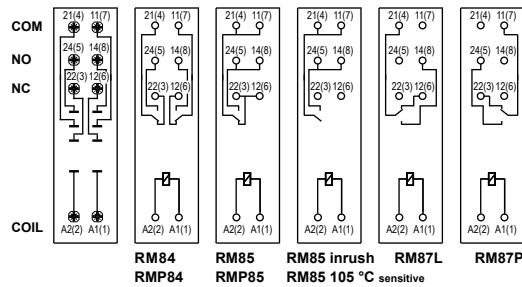 COM 21(4) 11(7) 21(4) 11(7) 21(4) 11(7) 21(4) 11(7) 21(4) 11(7) 21(4) 11(7)
NO 24(5) 14(8) 24(5) 14(8) 24(5) 14(8) 24(5) 14(8) 24(5) 14(8) 24(5) 14(8)
NC 22(3) 12(6) 22(3) 12(6) 22(3) 12(6) 22(3) 12(6) 22(3) 12(6) 22(3) 12(6)
COIL A2(2) A1(1) A2(2) A1(1) A2(2) A1(1) A2(2) A1(1) A2(2) A1(1) A2(2) A1(1)
RM84 RM85 RM85 inrush RM87L RM87P
RMP84 RMP85 RM85 105 °C sensitive